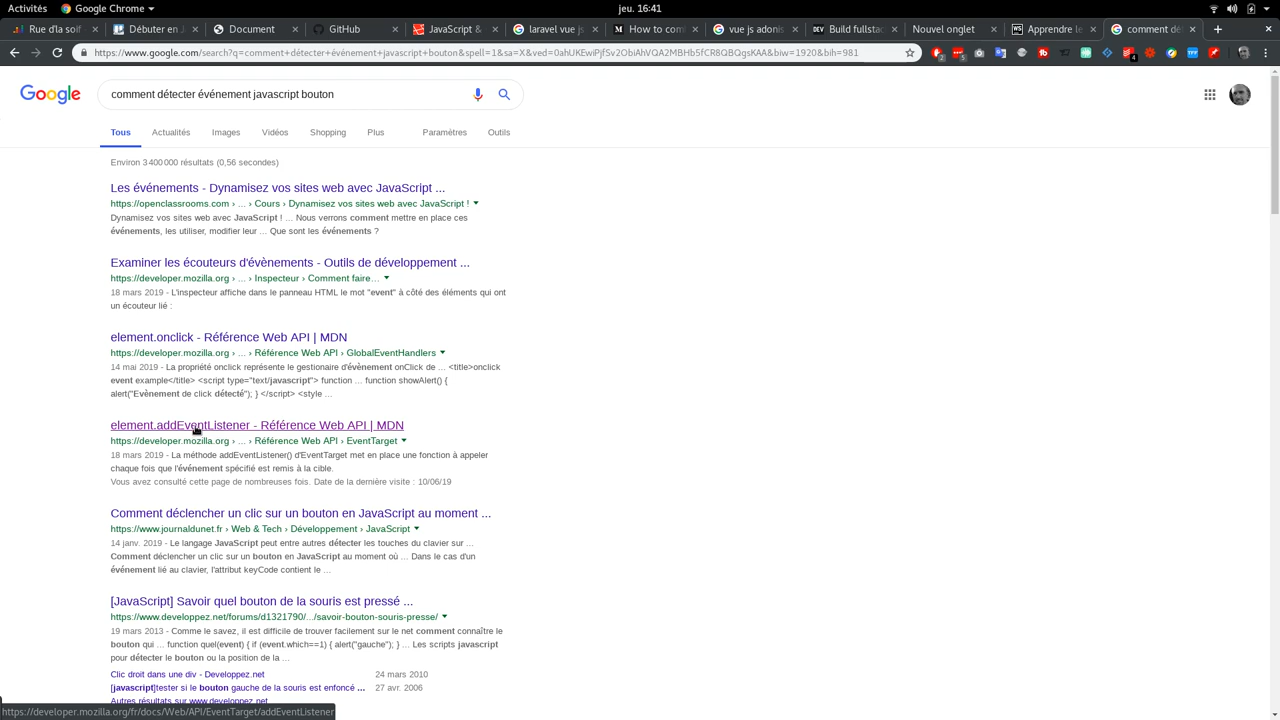 Activités
jeu. 16:41
Rue d'la soif
Bitbucket
Document
GitHub
JavaScript &
laravel vue js
How to com
vue js exem
Build fullstac
Nouvel onglet
Apprendre le
comment dé
https://www.google.com/search?q=comment+détecter+événement+javascript+bouton&spell=1&sa=X&ved=0ahUKEwiPjfSv2ObiAhVQA2MBHb5fCR8QBQgsKAA&biw=1920&bih=981
Google
comment détecter événement javascript bouton
Tous
Actualités
Images
Vidéos
Shopping
Plus
Paramètres
Outils
Environ 3 400 000 résultats (0,56 secondes)
Les événements - Dynamisez vos sites web avec JavaScript ...
https://openclassrooms.com › ... › Cours › Dynamisez vos sites web avec JavaScript !
Dynamisez vos sites web avec JavaScript ! ... Nous verrons comment mettre en place ces
événements, les utiliser, modifier leur ... Que sont les événements ?
Examiner les écouteurs d'évènements - Outils de développement ...
https://developer.mozilla.org › ... › Inspecteur › Comment faire...
18 mars 2019 - L'inspecteur affiche dans le panneau HTML le mot "event" à côté des éléments qui ont
un écouteur lié :
element.onclick - Référence Web API | MDN
https://developer.mozilla.org › ... › Référence Web API › GlobalEventHandlers
14 mai 2019 - La propriété onclick représente le gestionaire d'évènement onClick de ... <title>onclick
event example</title> <script type="text/javascript"> function ... function showAlert() {
alert("Evènement de click détecté"); } </script> <style ...
element.addEventListener - Référence Web API | MDN
https://developer.mozilla.org › ... › Référence Web API › EventTarget
18 mars 2019 - La méthode addEventListener() d'EventTarget met en place une fonction à appeler
chaque fois que l'événement spécifié est remis à la cible.
Vous avez consulté cette page de nombreuses fois. Date de la dernière visite : 10/06/19
Comment déclencher un clic sur un bouton en JavaScript au moment ...
https://www.journaldunet.fr › Web & Tech › Développement › JavaScript
14 janv. 2019 - Le langage JavaScript peut entre autres détecter les touches du clavier sur ...
Comment déclencher un clic sur un bouton en JavaScript au moment où ... Dans le cas d'un
événement lié au clavier, l'attribut keyCode contient le ...
[JavaScript] Savoir quel bouton de la souris est pressé ...
https://www.developpez.net/forums/d1321790/.../savoir-bouton-souris-presse/
19 mars 2013 - Comme le savez, il est difficile de trouver facilement sur le net comment connaître le
bouton qui ... function quel(event) { if (event.which==1) { alert("gauche"); } ... Les scripts javascript
pour détecter le bouton ou la position de la ...
Clic droit dans une div - Developpez.net 24 mars 2010
[javascript]tester si le bouton gauche de la souris est enfoncé ... 27 avr. 2006
Autres résultats sur www.developpez.net
https://developer.mozilla.org/fr/docs/Web/API/EventTarget/addEventListener